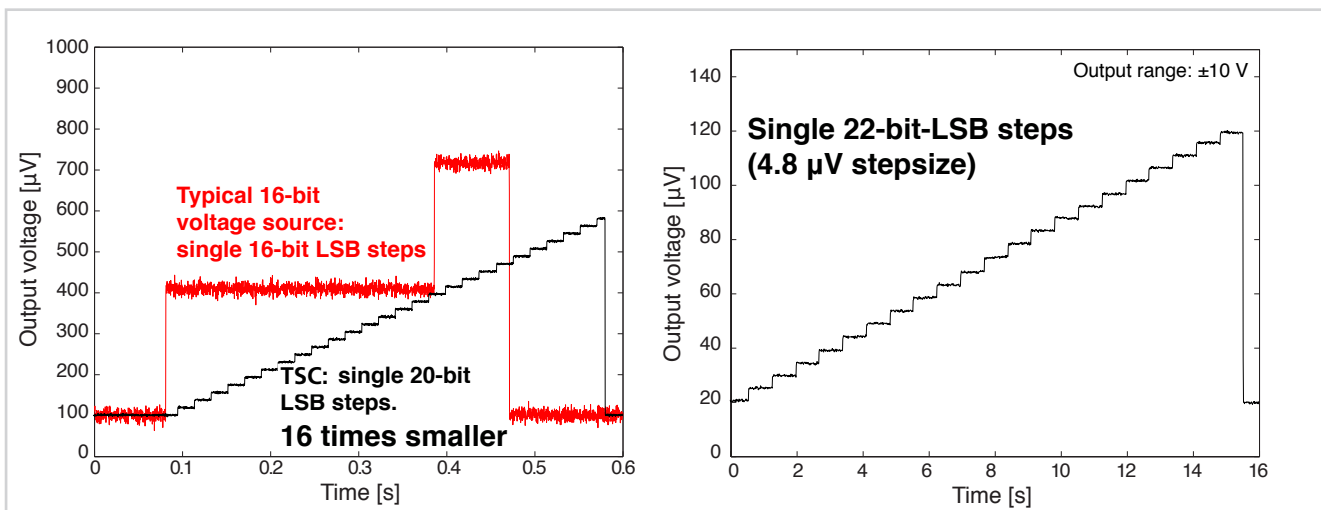 1000
900
800
700
600
500
400
300
200
100
0
Output voltage [µV]
Typical 16-bit
voltage source:
single 16-bit LSB steps
TSC: single 20-bit
LSB steps.
16 times smaller
0 0.1 0.2 0.3 0.4 0.5 0.6
Time [s]
140
120
100
80
60
40
20
0
Output voltage [µV]
Output range: ±10 V
Single 22-bit-LSB steps
(4.8 µV stepsize)
0 2 4 6 8 10 12 14 16
Time [s]